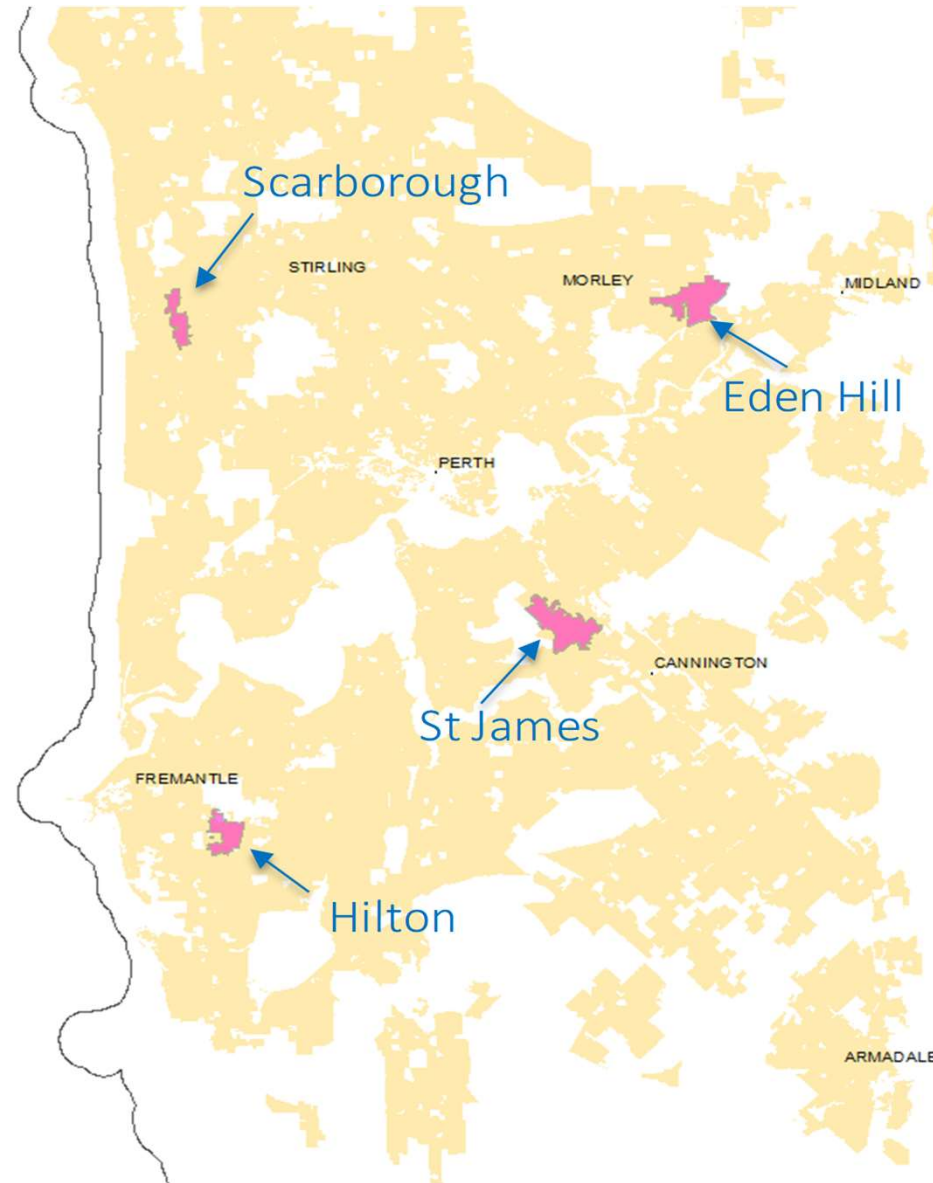 Scarborough
STIRLING
MORLEY
MIDLAND
Eden Hill
PERTH
CANNINGTON
St James
FREMANTLE
Hilton
ARMADALE